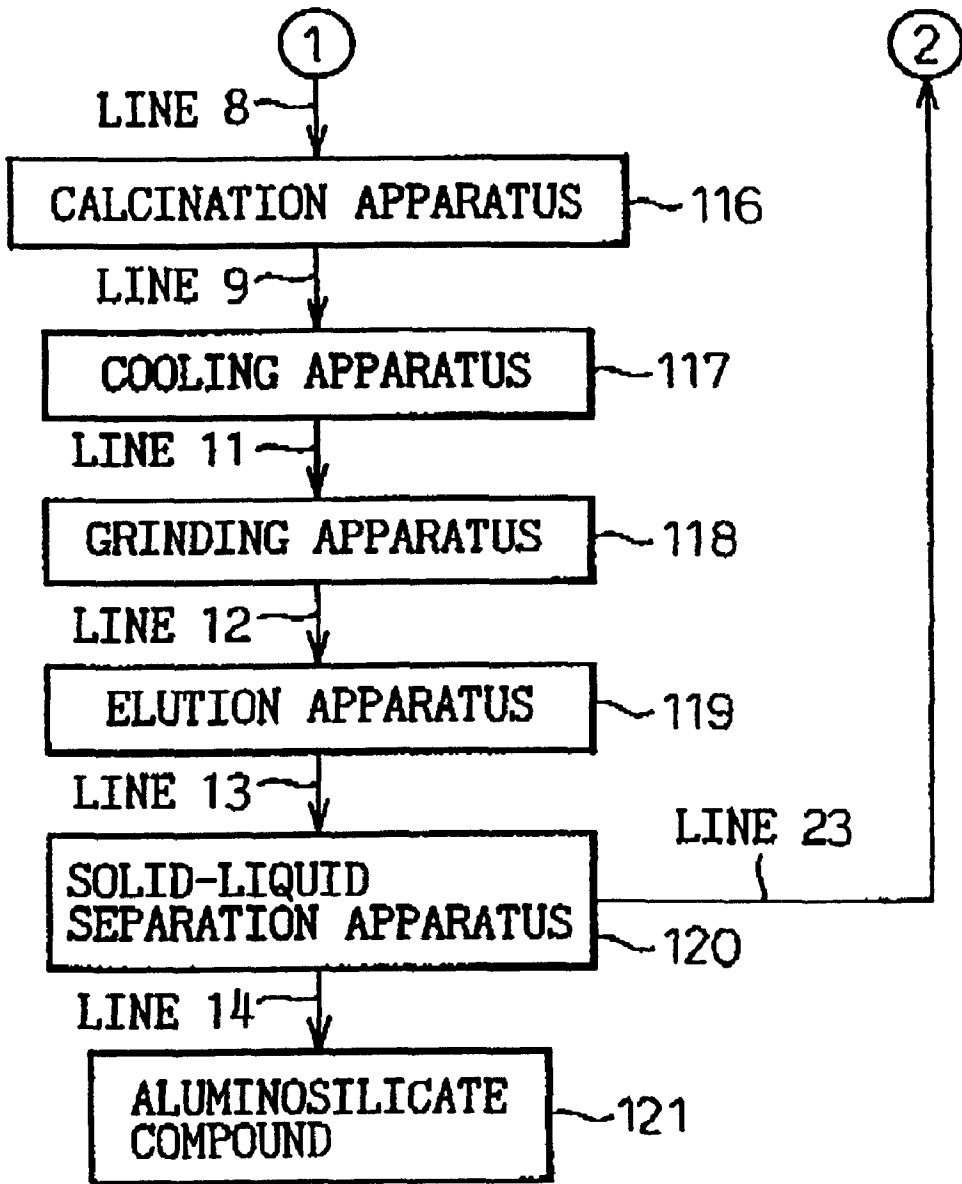 1
2
LINE 8
CALCINATION APPARATUS
116
LINE 9
COOLING APPARATUS
117
LINE 11
GRINDING APPARATUS
118
LINE 12
ELUTION APPARATUS
119
LINE 13
LINE 23
SOLID-LIQUID
SEPARATION APPARATUS
120
LINE 14
ALUMINOSILICATE
COMPOUND
121